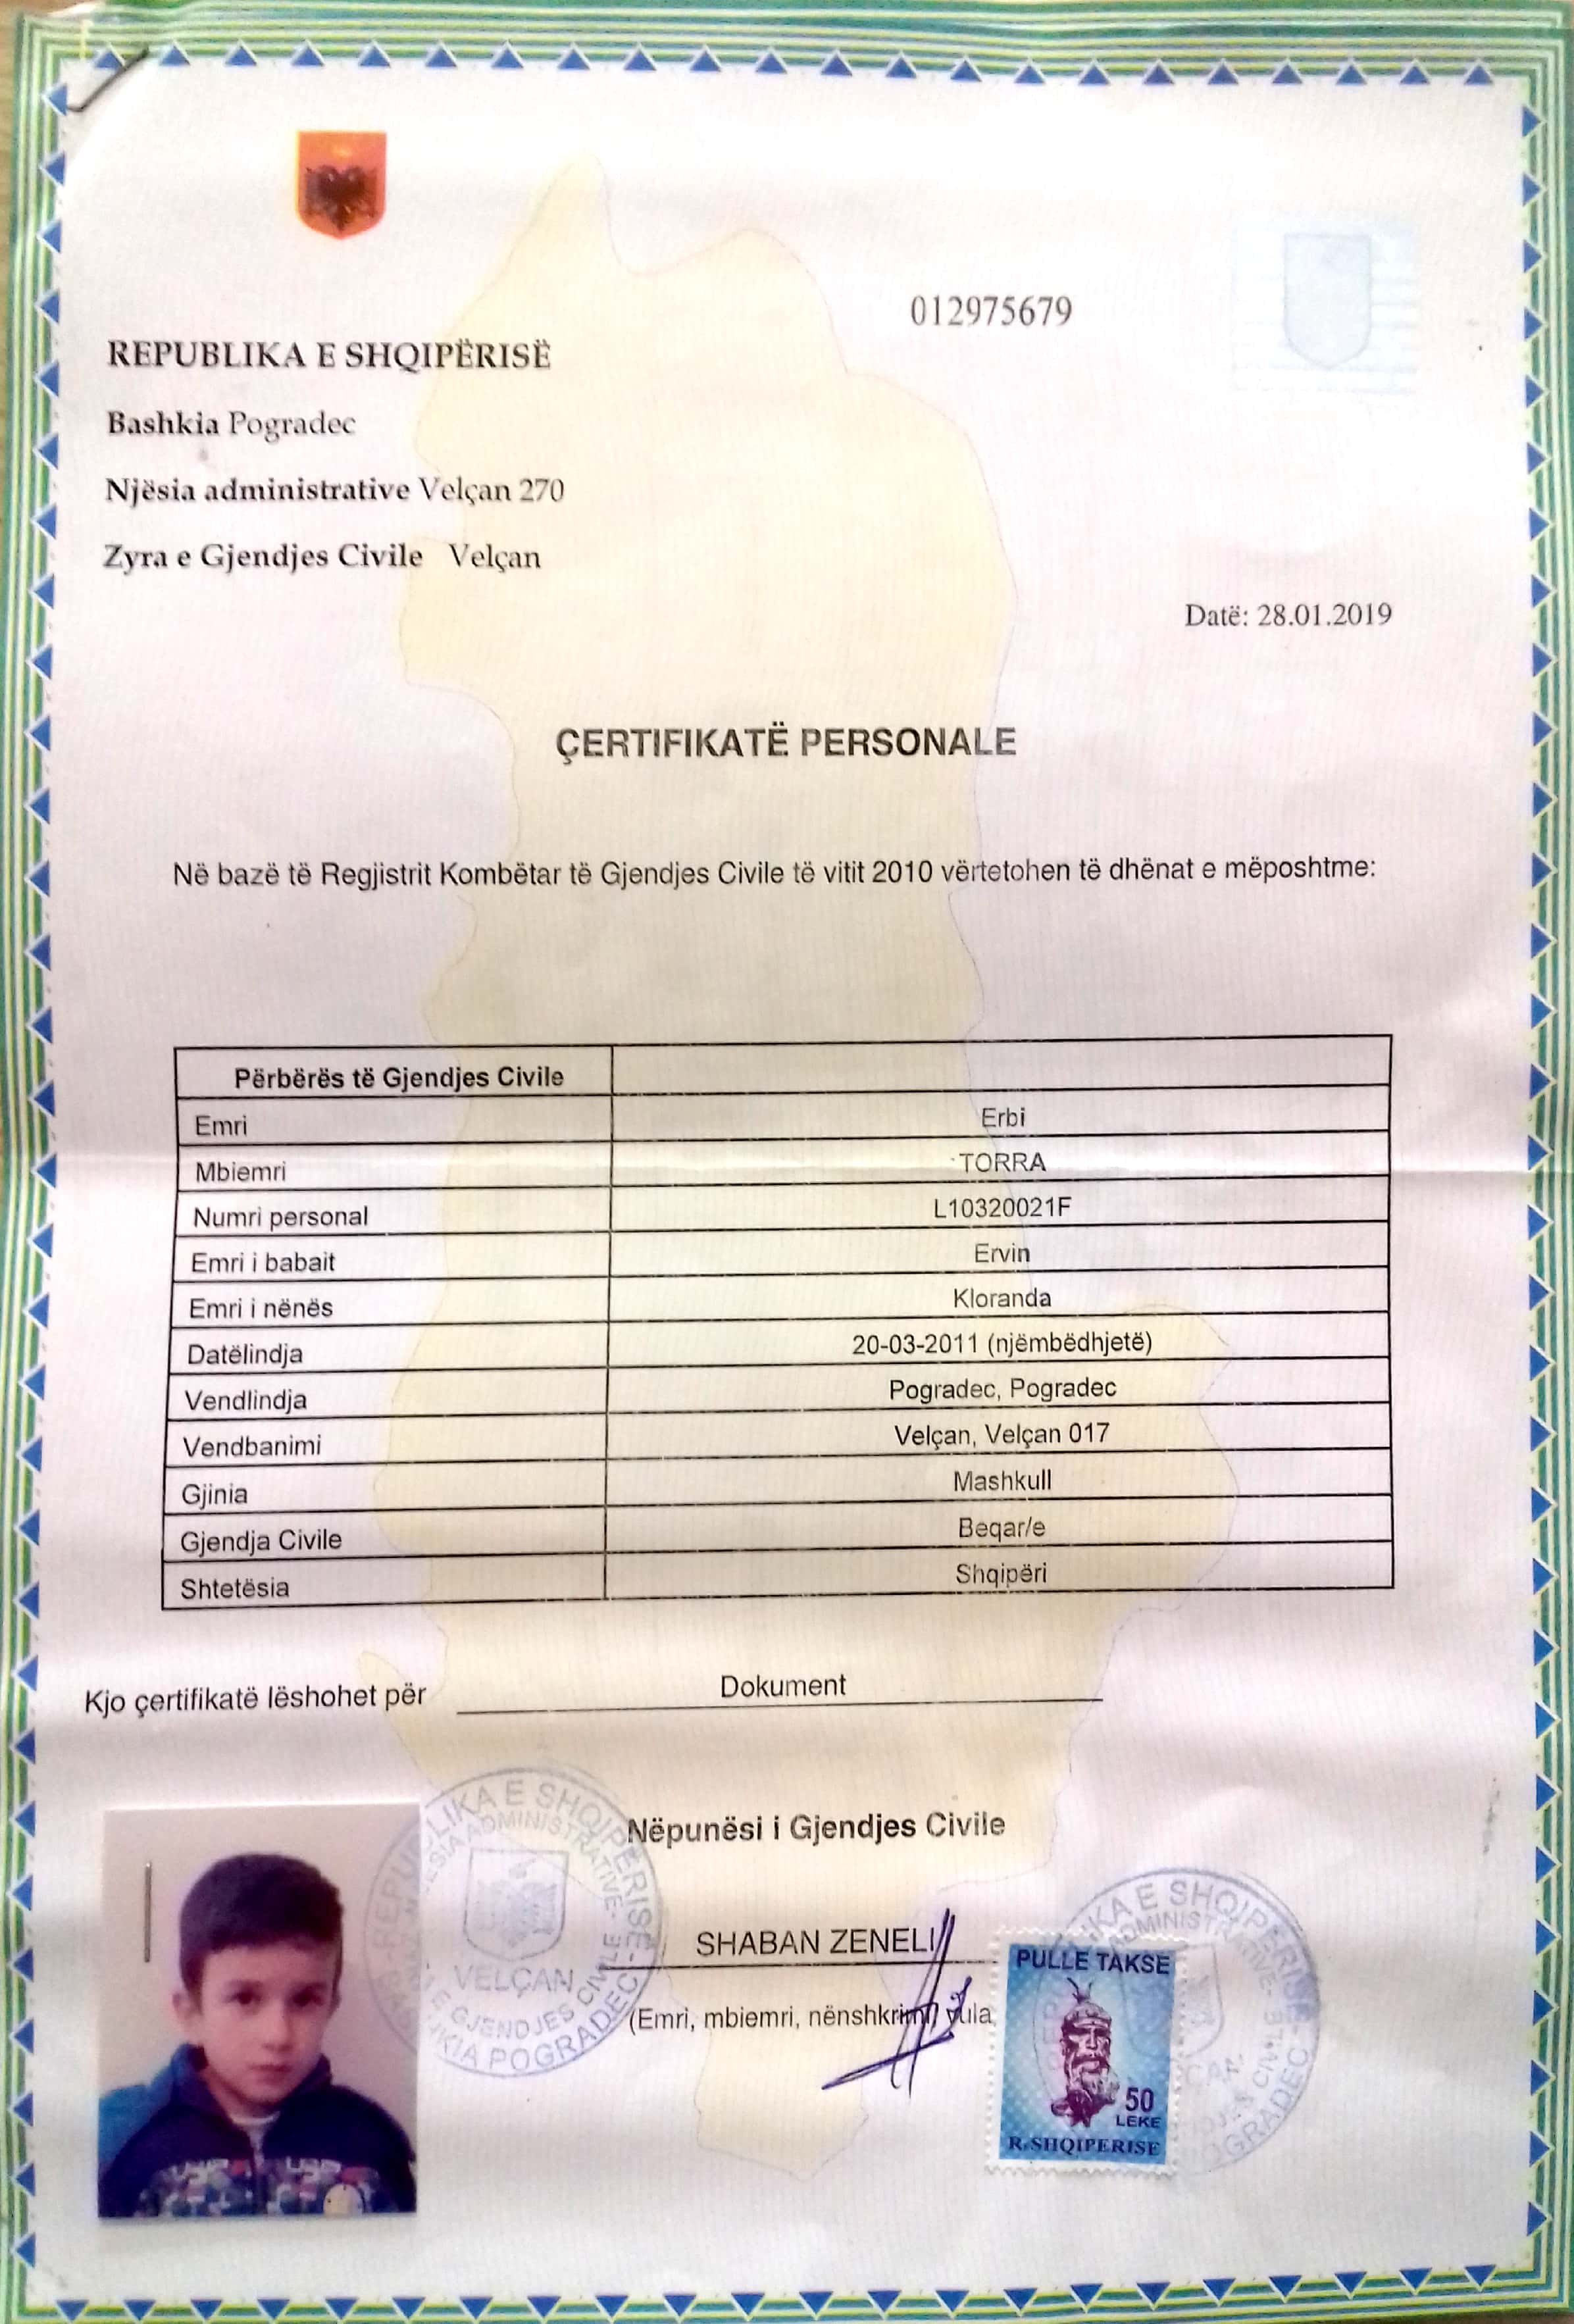 012975679
REPUBLIKA E SHQIPËRISË
Bashkia Pogradec
Njësia administrative Velçan 270
Zyra e Gjendjes Civile Velçan
Datë: 28.01.2019
ÇERTIFIKATË PERSONALE
Në bazë të Regjistrit Kombëtar të Gjendjes Civile të vitit 2010 vërtetohen të dhënat e mëposhtme:
Përbërës të Gjendjes Civile
Emri Erbi
Mbiemri TORRA
Numri personal L10320021F
Emri i babait Ervin
Emri i nënës Kloranda
Datëlindja 20-03-2011 (njëmbëdhjetë)
Vendlindja Pogradec, Pogradec
Vendbanimi Velçan, Velçan 017
Gjinia Mashkull
Gjendja Civile Beqar/e
Shtetësia Shqipëri
Kjo çertifikatë lëshohet për Dokument
Nëpunësi i Gjendjes Civile
SHABAN ZENELI
(Emri, mbiemri, nënshkrimi, vula
VELÇAN
PULLE TAKSE
50
LEKE
R.SHQIPERISE